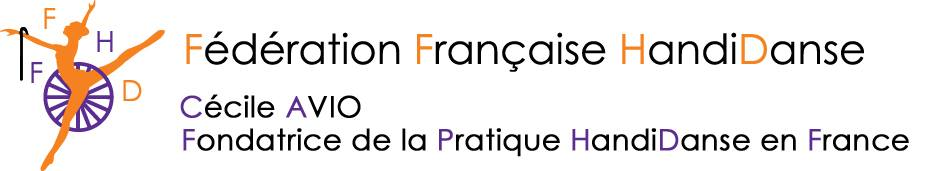 F H
F D
Fédération Française HandiDanse
Cécile AVIO
Fondatrice de la Pratique HandiDanse en France